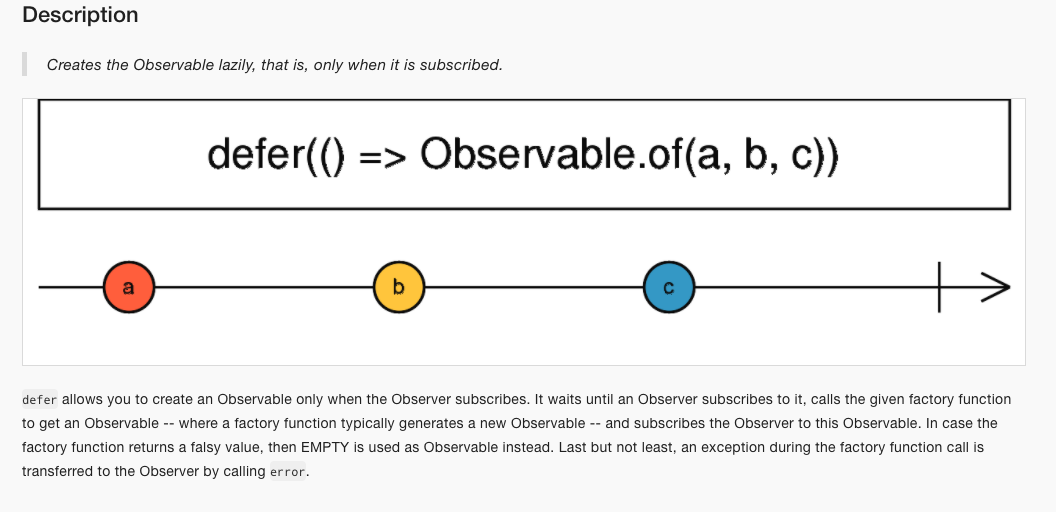 Description
Creates the Observable lazily, that is, only when it is subscribed.
defer(() => Observable.of(a, b, c))
a b c
defer allows you to create an Observable only when the Observer subscribes. It waits until an Observer subscribes to it, calls the given factory function
to get an Observable -- where a factory function typically generates a new Observable -- and subscribes the Observer to this Observable. In case the
factory function returns a falsy value, then EMPTY is used as Observable instead. Last but not least, an exception during the factory function call is
transferred to the Observer by calling error.